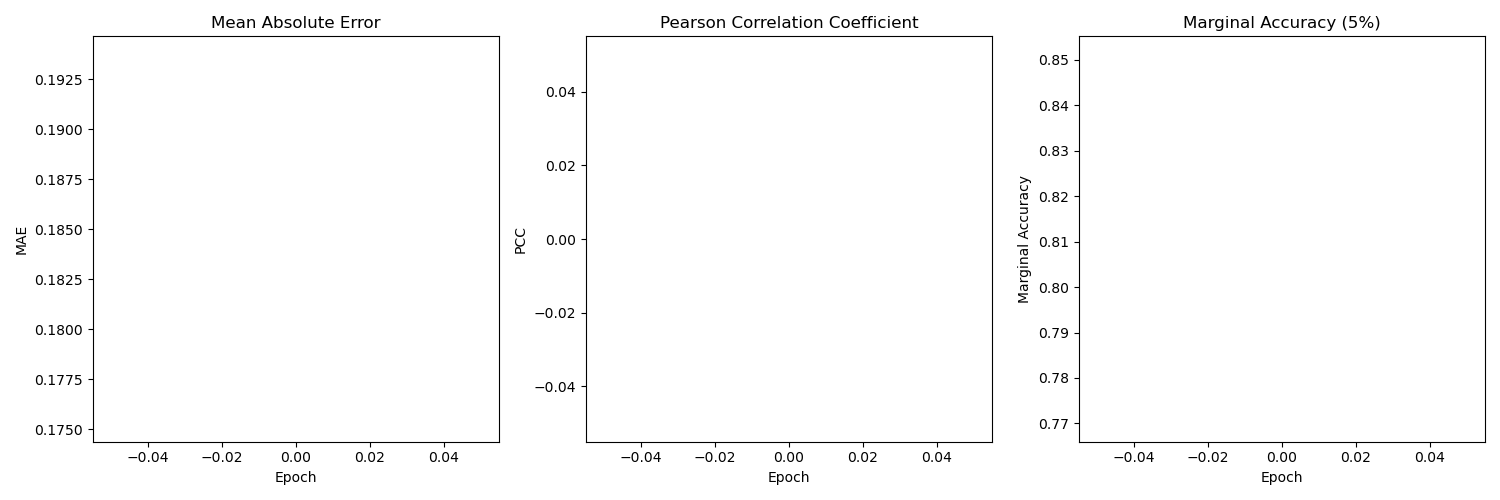 Mean Absolute Error
0.1925
0.1900
0.1875
0.1850
0.1825
0.1800
0.1775
0.1750
MAE
−0.04 −0.02 0.00 0.02 0.04
Epoch
Pearson Correlation Coefficient
0.04
0.02
0.00
−0.02
−0.04
PCC
−0.04 −0.02 0.00 0.02 0.04
Epoch
Marginal Accuracy (5%)
0.85
0.84
0.83
0.82
0.81
0.80
0.79
0.78
0.77
Marginal Accuracy
−0.04 −0.02 0.00 0.02 0.04
Epoch